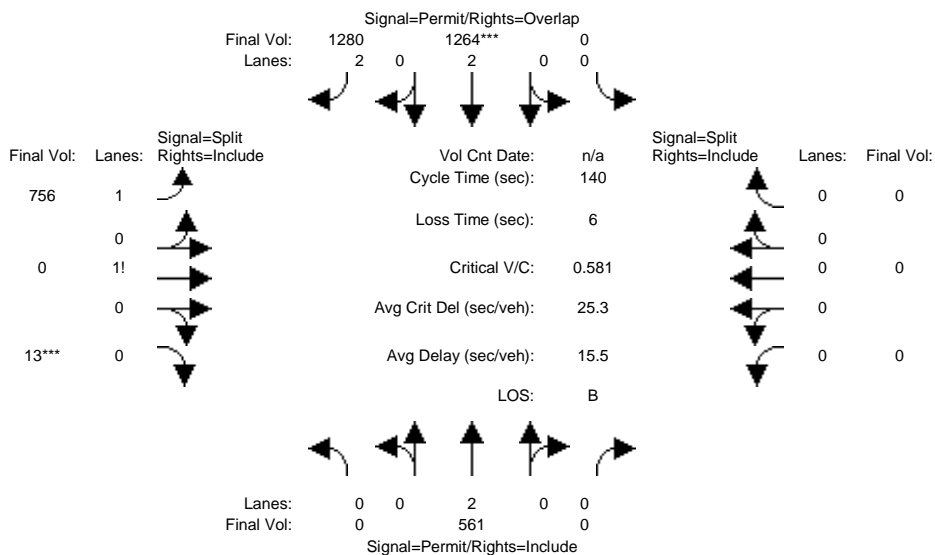 Signal=Permit/Rights=Overlap
Final Vol: 1280 1264*** 0
Lanes: 2 0 2 0 0
Signal=Split
Final Vol: Lanes: Rights=Include
Vol Cnt Date: n/a
Signal=Split
Rights=Include Lanes: Final Vol:
Cycle Time (sec): 140
756 1
0 0
Loss Time (sec): 6
0
0
0 1!
Critical V/C: 0.581
0 0
0
Avg Crit Del (sec/veh): 25.3
0
13*** 0
Avg Delay (sec/veh): 15.5
0 0
LOS: B
Lanes: 0 0 2 0 0
Final Vol: 0 561 0
Signal=Permit/Rights=Include